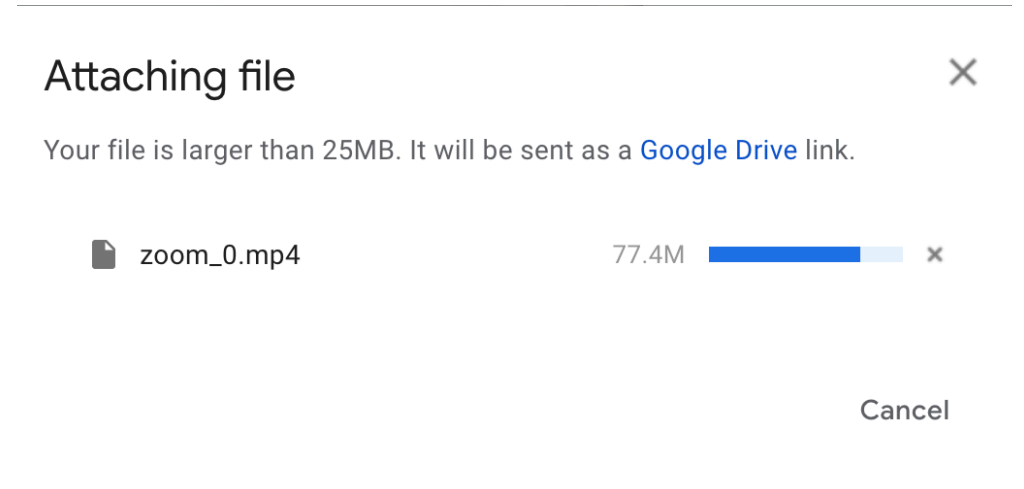 Attaching file
Your file is larger than 25MB. It will be sent as a Google Drive link.
zoom_0.mp4 77.4M
Cancel